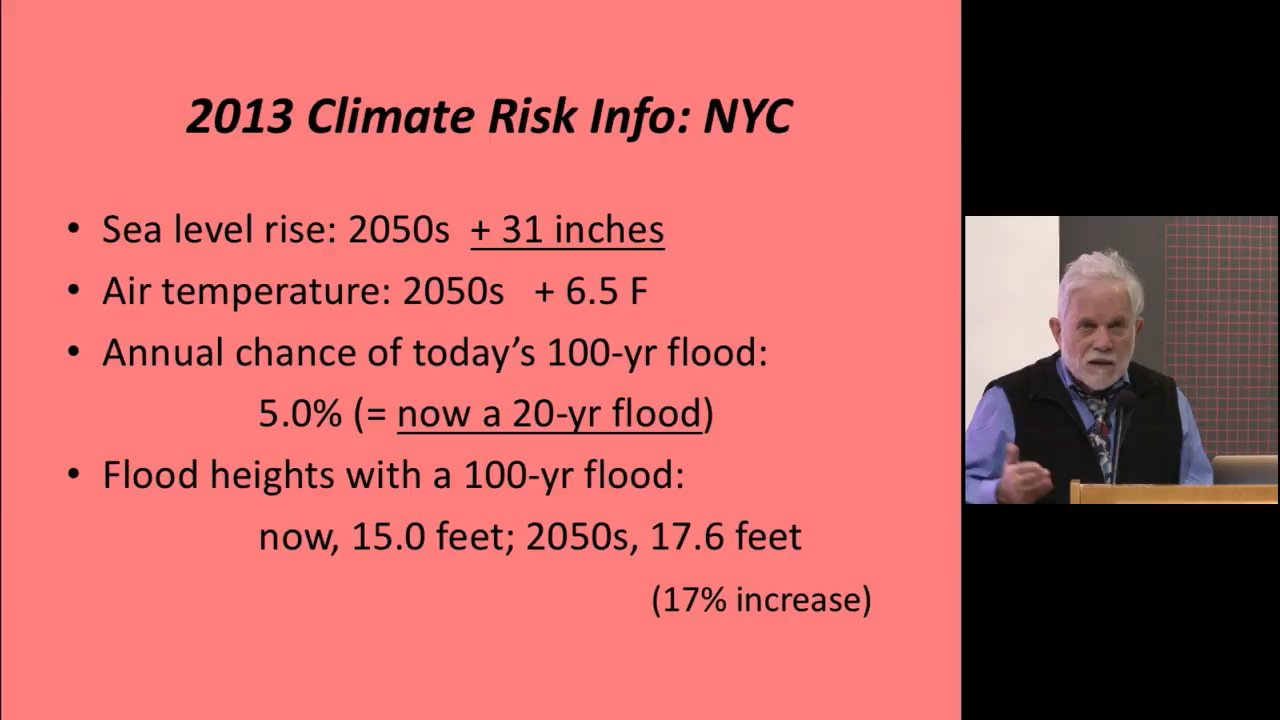 2013 Climate Risk Info: NYC
• Sea level rise: 2050s + 31 inches
• Air temperature: 2050s + 6.5 F
• Annual chance of today’s 100-yr flood:
5.0% (= now a 20-yr flood)
• Flood heights with a 100-yr flood:
now, 15.0 feet; 2050s, 17.6 feet
(17% increase)